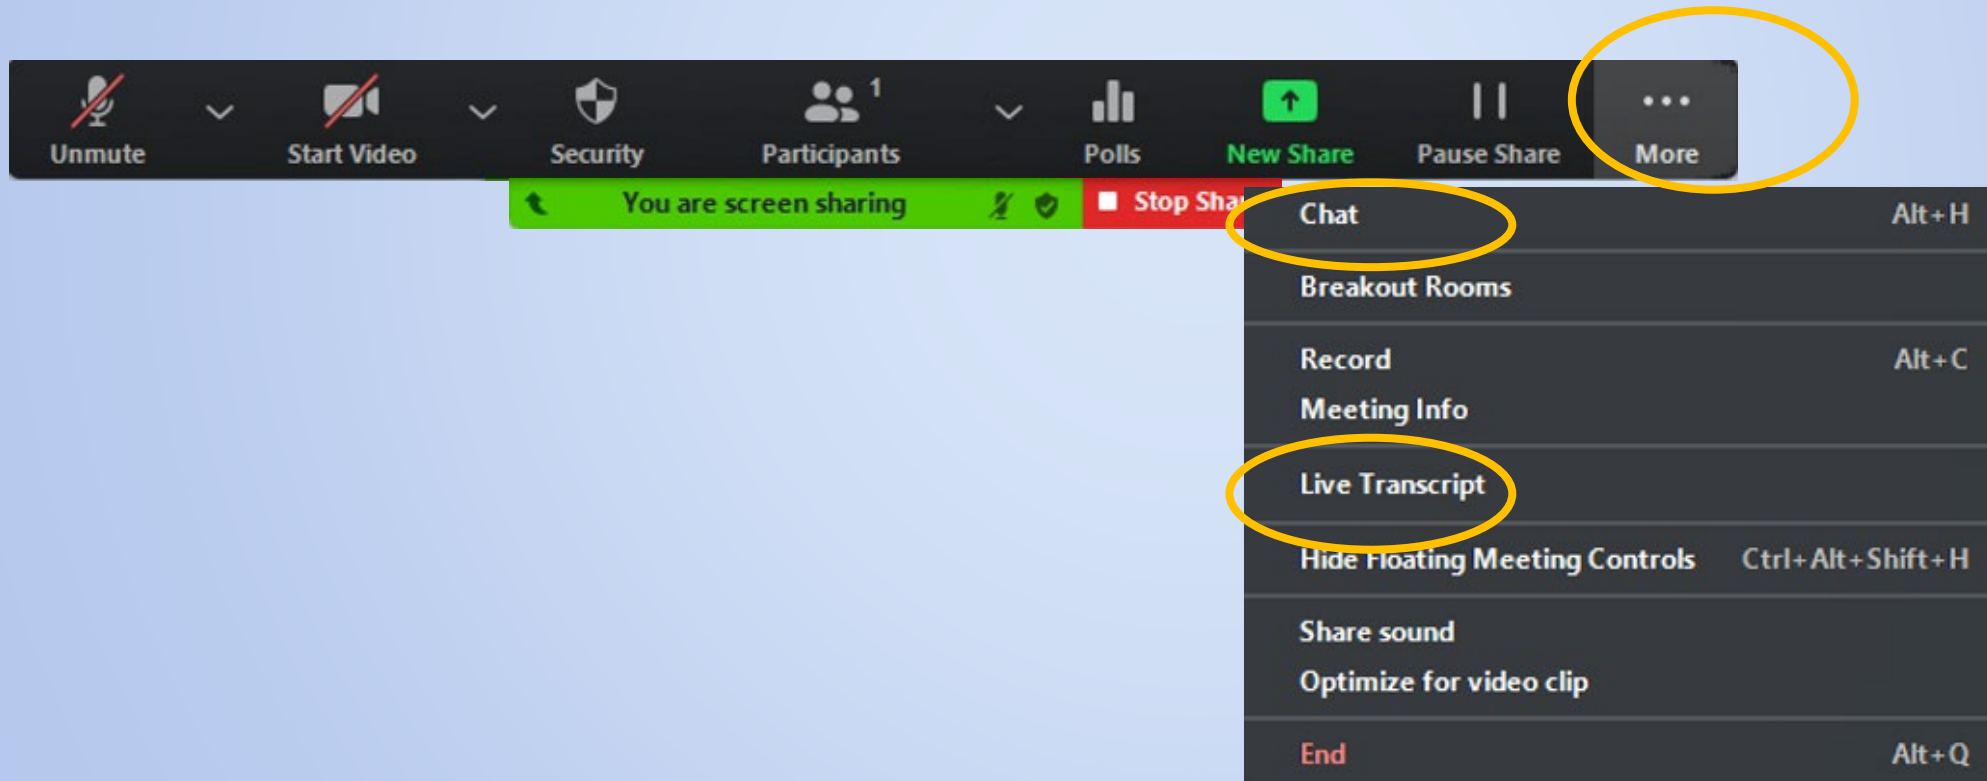 1
Unmute Start Video Security Participants Polls New Share Pause Share More
You are screen sharing Stop
Chat Alt+H
Breakout Rooms
Record Alt+C
Meeting Info
Live Transcript
Hide Floating Meeting Controls Ctrl+Alt+Shift+H
Share sound
Optimize for video clip
End Alt+Q